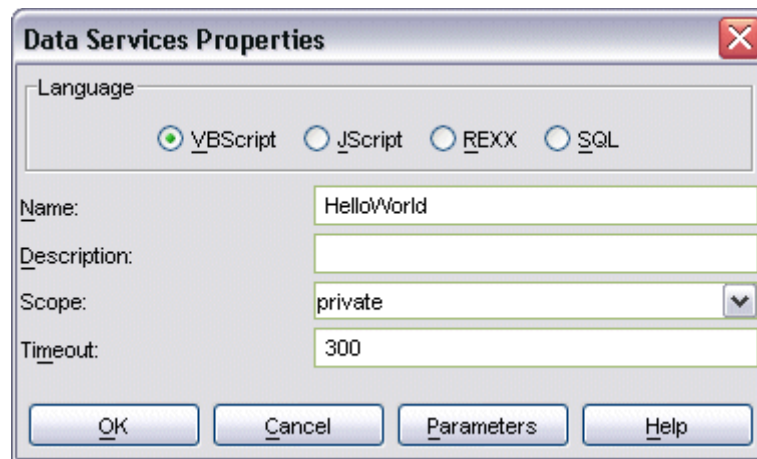 Data Services Properties
Language
VBScript JScript REXX SQL
Name: HelloWorld
Description:
Scope: private
Timeout: 300
OK Cancel Parameters Help